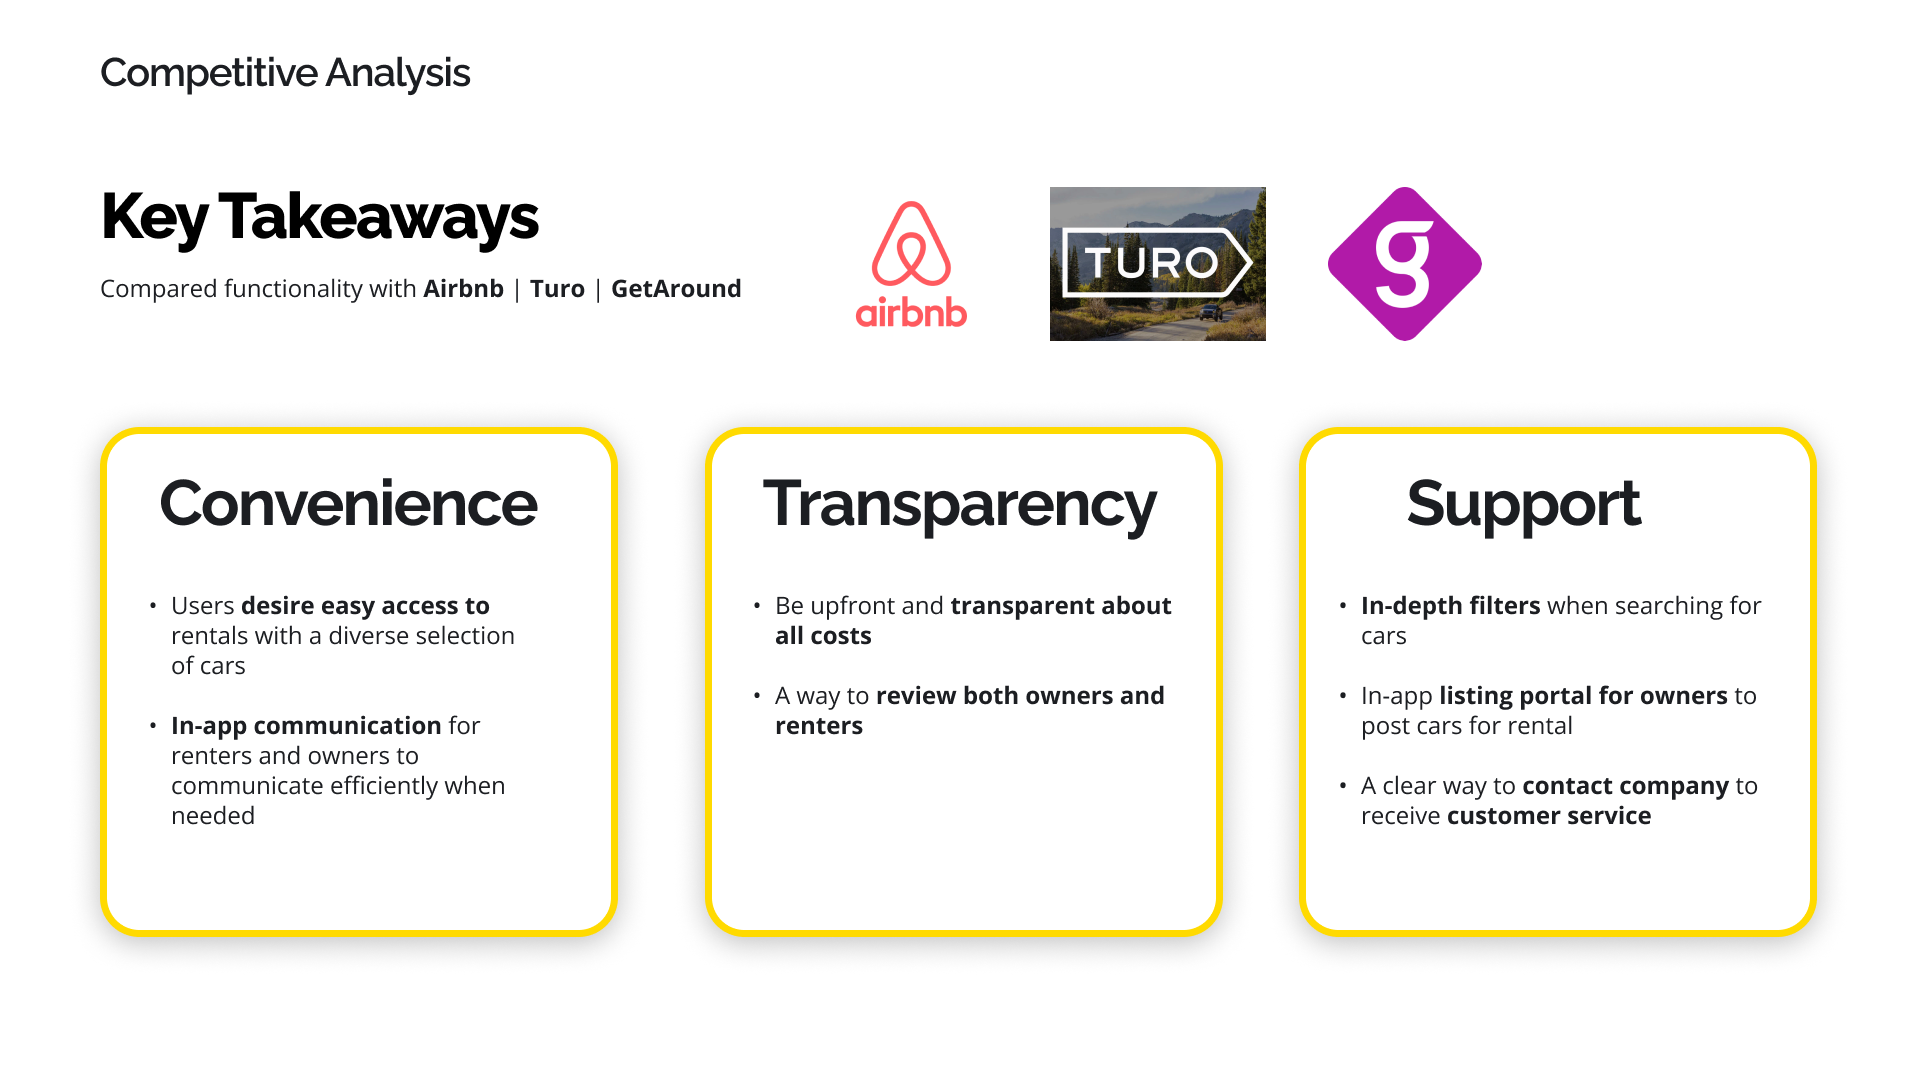 Competitive Analysis
Key Takeaways
Compared functionality with Airbnb | Turo | GetAround
airbnb
TURO
g
Convenience
• Users desire easy access to
rentals with a diverse selection
of cars
• In-app communication for
renters and owners to
communicate efficiently when
needed
Transparency
• Be upfront and transparent about
all costs
• A way to review both owners and
renters
Support
• In-depth filters when searching for
cars
• In-app listing portal for owners to
post cars for rental
• A clear way to contact company to
receive customer service